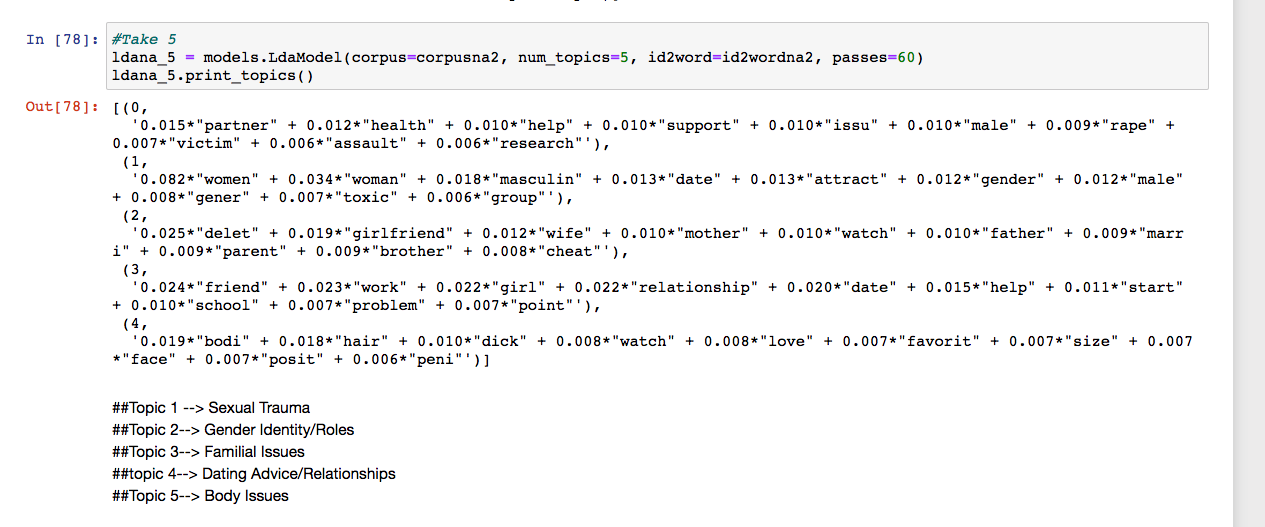 In [78]: #Take 5
ldana_5 = models.LdaModel(corpus=corpusna2, num_topics=5, id2word=id2wordna2, passes=60)
ldana_5.print_topics()
Out[78]: [(0,
'0.015*"partner" + 0.012*"health" + 0.010*"help" + 0.010*"support" + 0.010*"issu" + 0.010*"male" + 0.009*"rape" +
0.007*"victim" + 0.006*"assault" + 0.006*"research"'),
(1,
'0.082*"women" + 0.034*"woman" + 0.018*"masculin" + 0.013*"date" + 0.013*"attract" + 0.012*"gender" + 0.012*"male"
+ 0.008*"gener" + 0.007*"toxic" + 0.006*"group"'),
(2,
'0.025*"delet" + 0.019*"girlfriend" + 0.012*"wife" + 0.010*"mother" + 0.010*"watch" + 0.010*"father" + 0.009*"marr
i" + 0.009*"parent" + 0.009*"brother" + 0.008*"cheat"'),
(3,
'0.024*"friend" + 0.023*"work" + 0.022*"girl" + 0.022*"relationship" + 0.020*"date" + 0.015*"help" + 0.011*"start"
+ 0.010*"school" + 0.007*"problem" + 0.007*"point"'),
(4,
'0.019*"bodi" + 0.018*"hair" + 0.010*"dick" + 0.008*"watch" + 0.008*"love" + 0.007*"favorit" + 0.007*"size" + 0.007
*"face" + 0.007*"posit" + 0.006*"peni"')]
##Topic 1 --> Sexual Trauma
##Topic 2--> Gender Identity/Roles
##Topic 3--> Familial Issues
##topic 4--> Dating Advice/Relationships
##Topic 5--> Body Issues